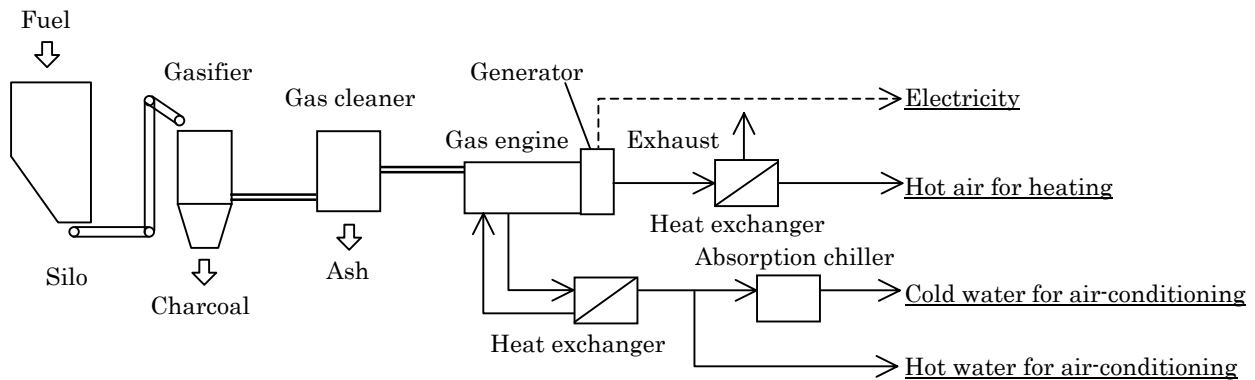 Fuel
Gasifier
Generator
Gas cleaner
Electricity
Gas engine
Exhaust
Hot air for heating
Heat exchanger
Absorption chiller
Silo
Ash
Charcoal
Cold water for air-conditioning
Heat exchanger
Hot water for air-conditioning